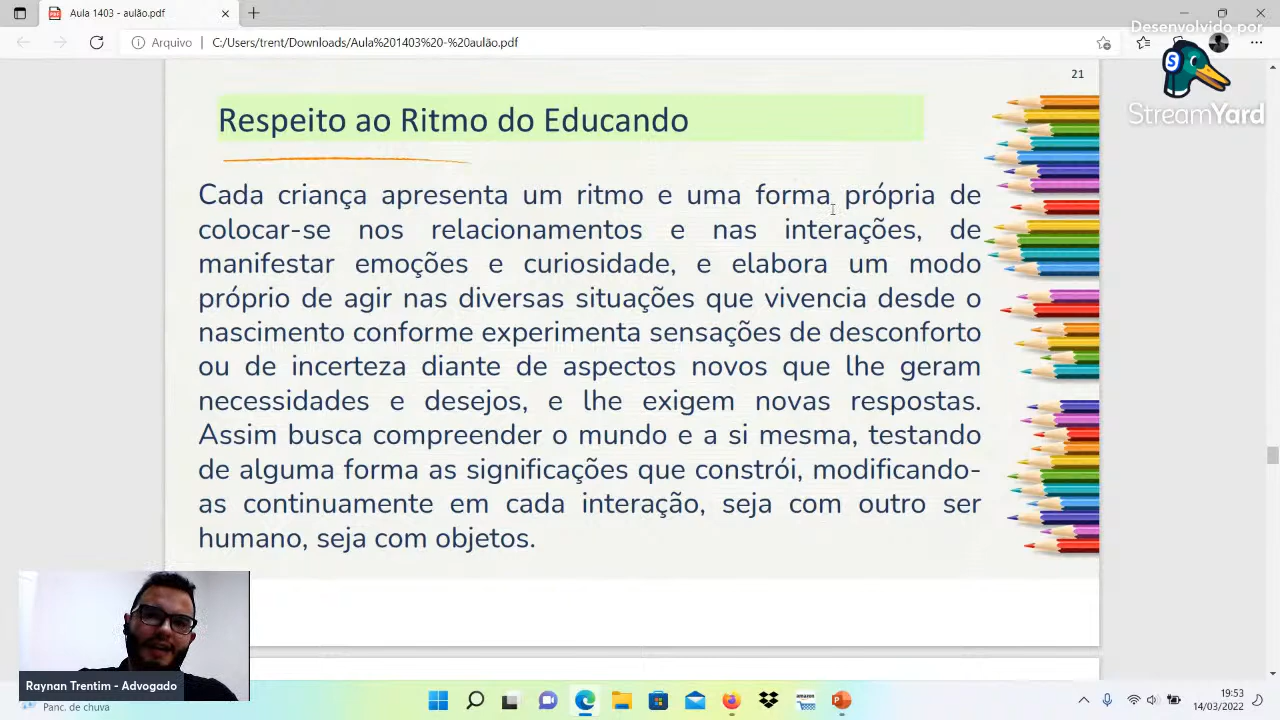 Aula 1403 - aulão.pdf
Desenvolvido por
Arquivo
C:/Users/trent/Downloads/Aula%201403%20-%20aulão.pdf
S
StreamYard
21
Respeito ao Ritmo do Educando
Cada criança apresenta um ritmo e uma forma própria de
colocar-se nos relacionamentos e nas interações, de
manifestar emoções e curiosidade, e elabora um modo
próprio de agir nas diversas situações que vivencia desde o
nascimento conforme experimenta sensações de desconforto
ou de incerteza diante de aspectos novos que lhe geram
necessidades e desejos, e lhe exigem novas respostas.
Assim busca compreender o mundo e a si mesma, testando
de alguma forma as significações que constrói, modificando-
as continuamente em cada interação, seja com outro ser
humano, seja com objetos.
Raynan Trentim - Advogado
Panc. de chuva
amazon
19:53
14/03/2022